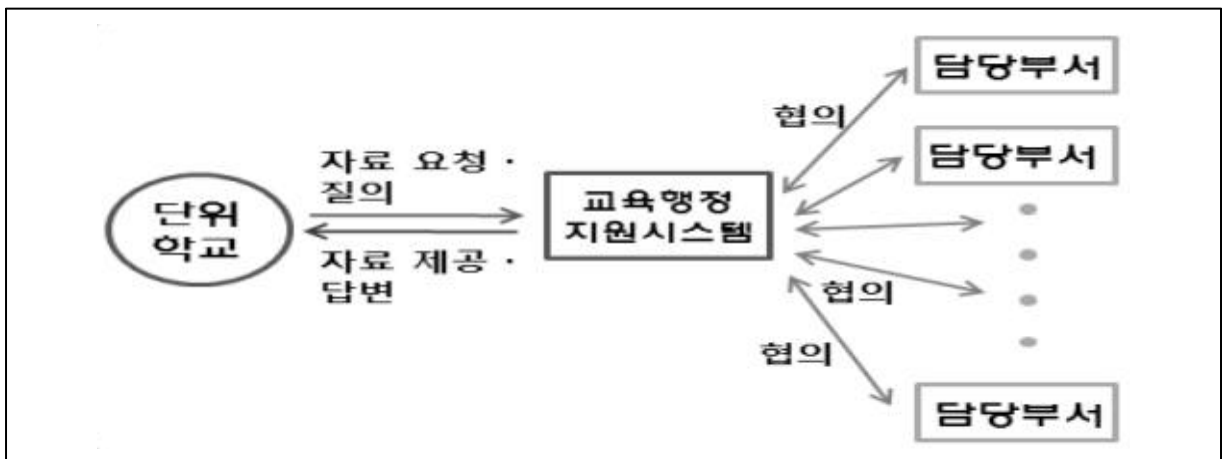 단위
학교
자료 요청 ·
질의
자료 제공 ·
답변
교육행정
지원시스템
협의
협의
협의
담당부서
담당부서
담당부서